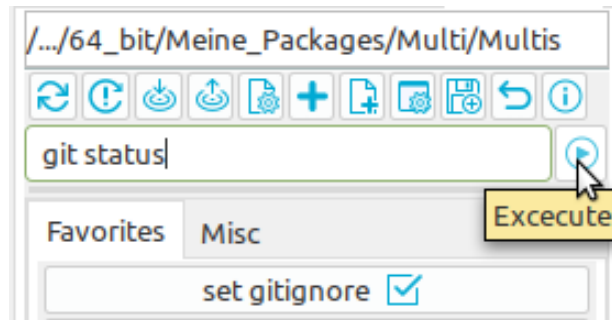 /.../64_bit/Meine_Packages/Multi/Multis
git status
Excecute
Favorites Misc
set gitignore